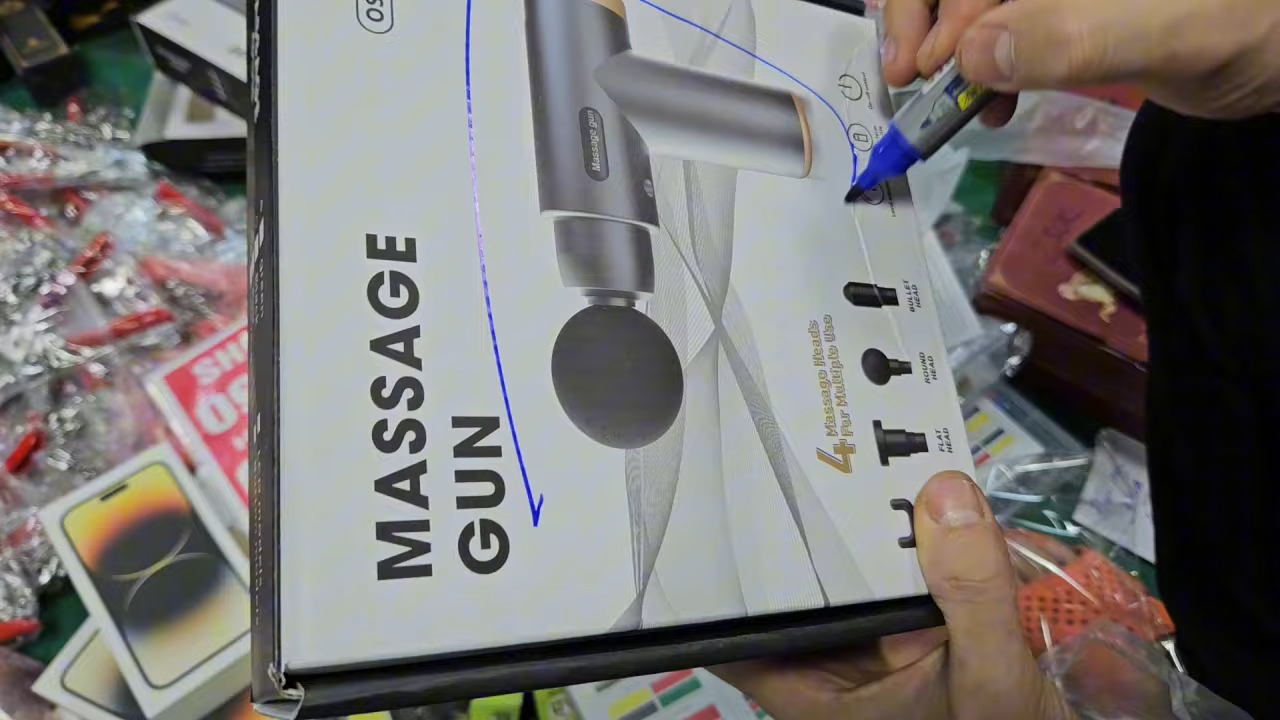 MASSAGE
GUN
Massage gun
4 Massage Heads
For Multiple Use
BULLET
HEAD
ROUND
HEAD
FLAT
HEAD